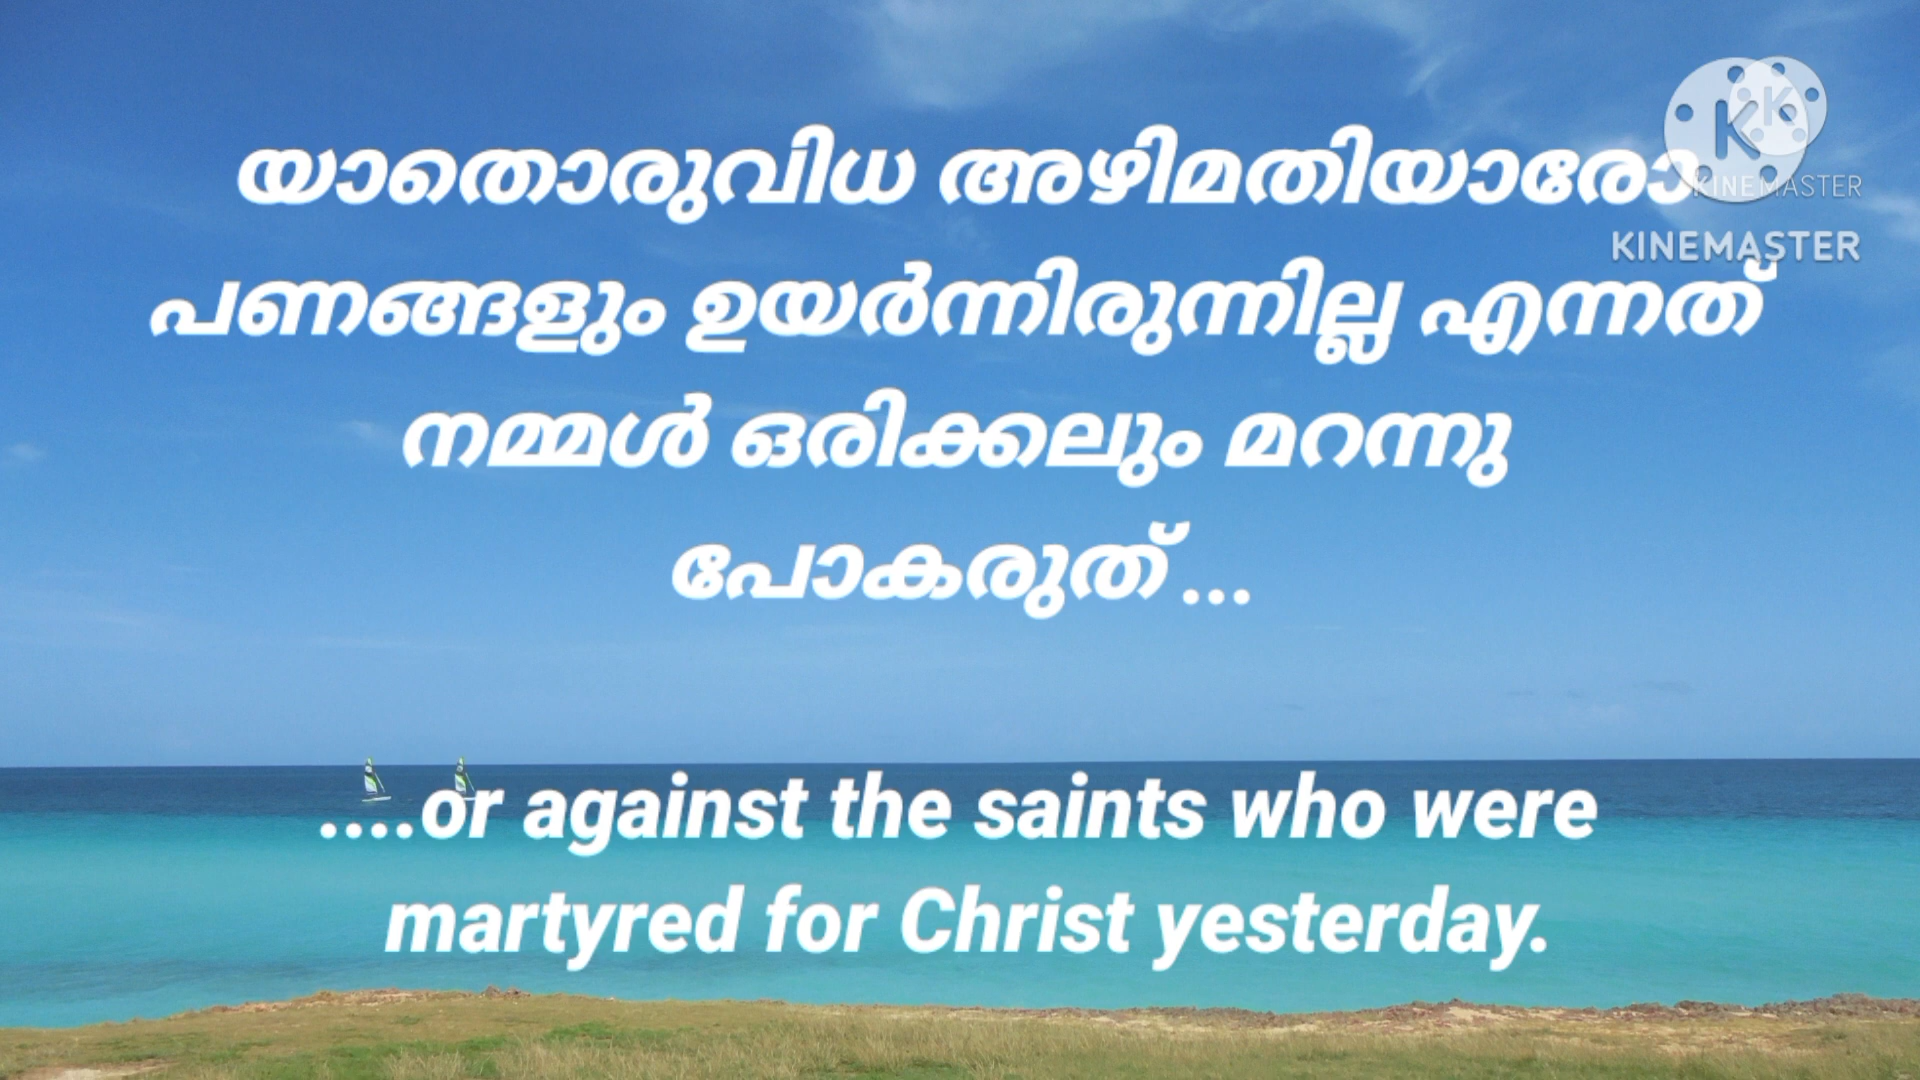 യാതൊരുവിധ അഴിമതിയാരോ
പണങ്ങളും ഉയർന്നിരുന്നില്ല എന്നത്
നമ്മൾ ഒരിക്കലും മറന്നു
പോകരുത്...
....or against the saints who were
martyred for Christ yesterday.
K
K
KINEMASTER
KINEMASTER